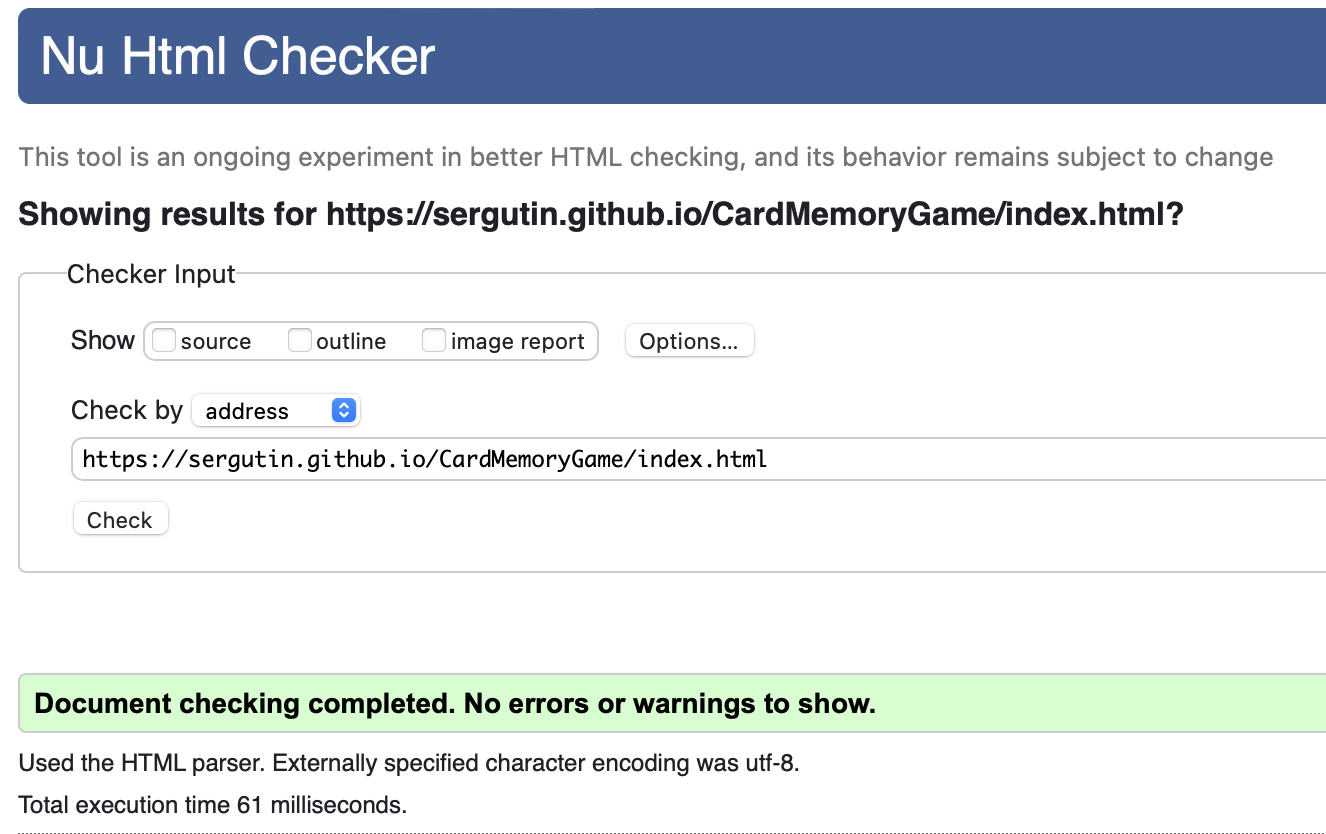 Nu Html Checker
This tool is an ongoing experiment in better HTML checking, and its behavior remains subject to change
Showing results for https://sergutin.github.io/CardMemoryGame/index.html?
Checker Input
Show source outline image report Options...
Check by address
https://sergutin.github.io/CardMemoryGame/index.html
Check
Document checking completed. No errors or warnings to show.
Used the HTML parser. Externally specified character encoding was utf-8.
Total execution time 61 milliseconds.